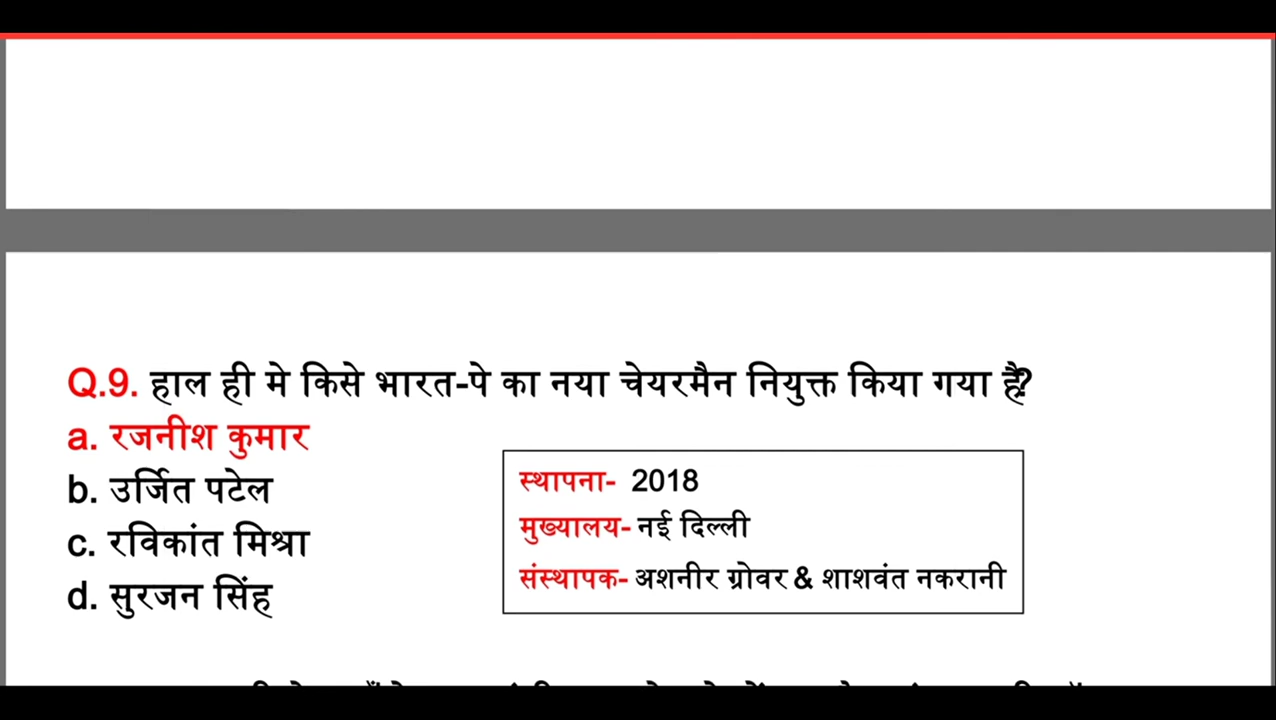 Q.9. हाल ही मे किसे भारत-पे का नया चेयरमैन नियुक्त किया गया है?
a. रजनीश कुमार
b. उर्जित पटेल
c. रविकांत मिश्रा
d. सुरजन सिंह
स्थापना- 2018
मुख्यालय- नई दिल्ली
संस्थापक- अशनीर ग्रोवर & शाशवंत नकरानी